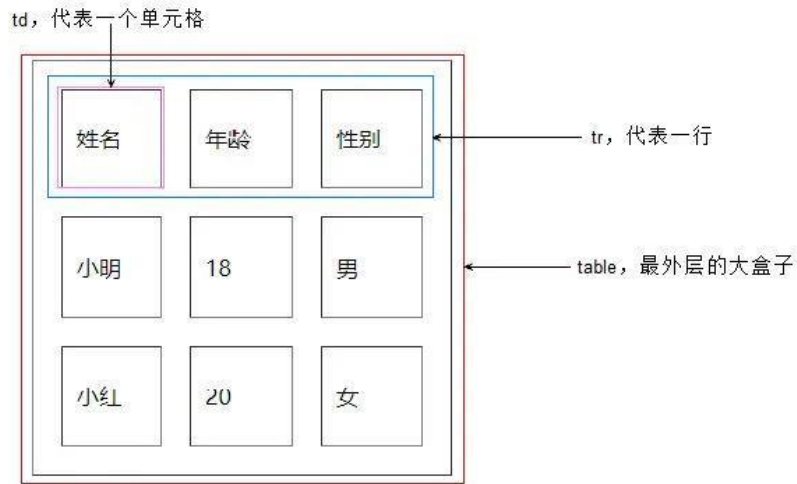 td，代表一个单元格
姓名 年龄 性别
tr，代表一行
小明 18 男
table，最外层的大盒子
小红 20 女